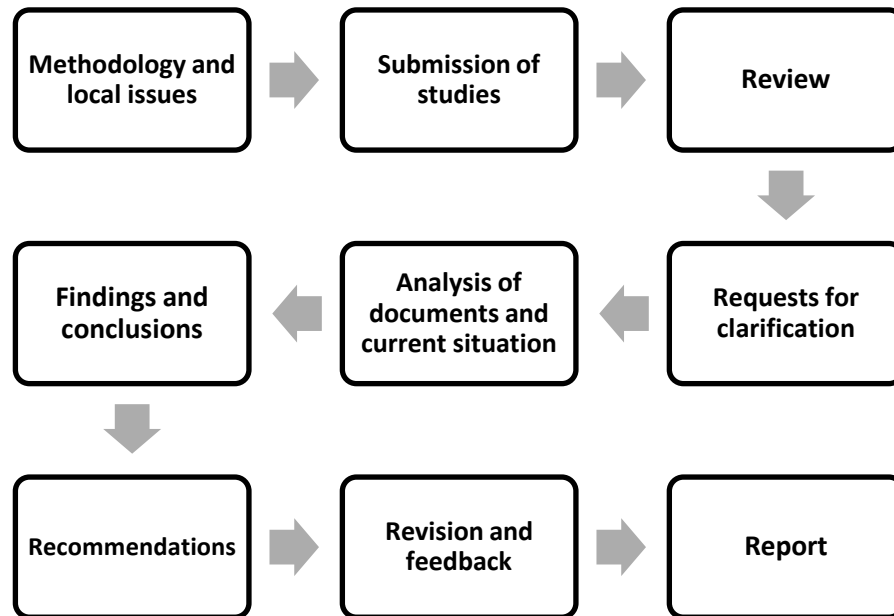 Methodology and
local issues
Submission of
studies
Review
Requests for
clarification
Analysis of
documents and
current situation
Findings and
conclusions
Recommendations
Revision and
feedback
Report